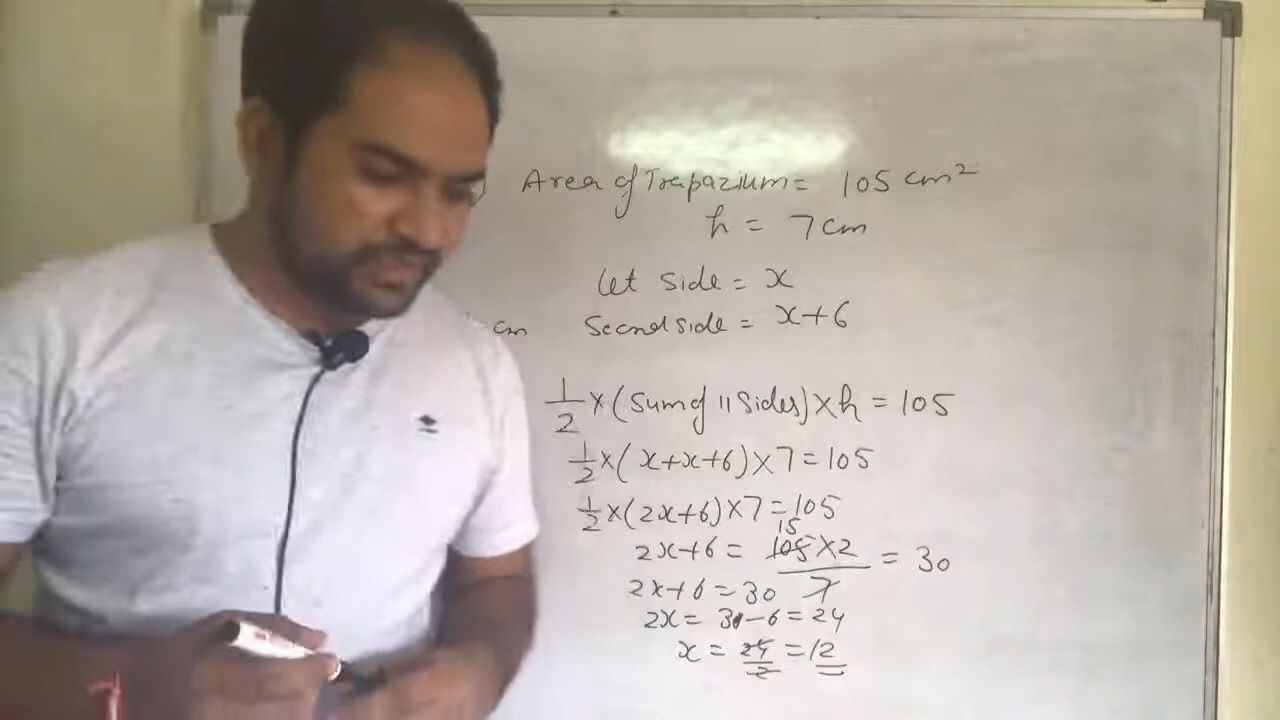 Area of Trapazium = 105 cm²
h = 7 cm
let side = x
cm Second side = x+6
1/2 × (Sum of 11 Sides) × h = 105
1/2 × (x+x+6) × 7 = 105
1/2 × (2x+6) × 7 = 105
15
2x+6 = 105×2/7 = 30
2x+6 = 30
2x = 30-6 = 24
x = 24/2 = 12